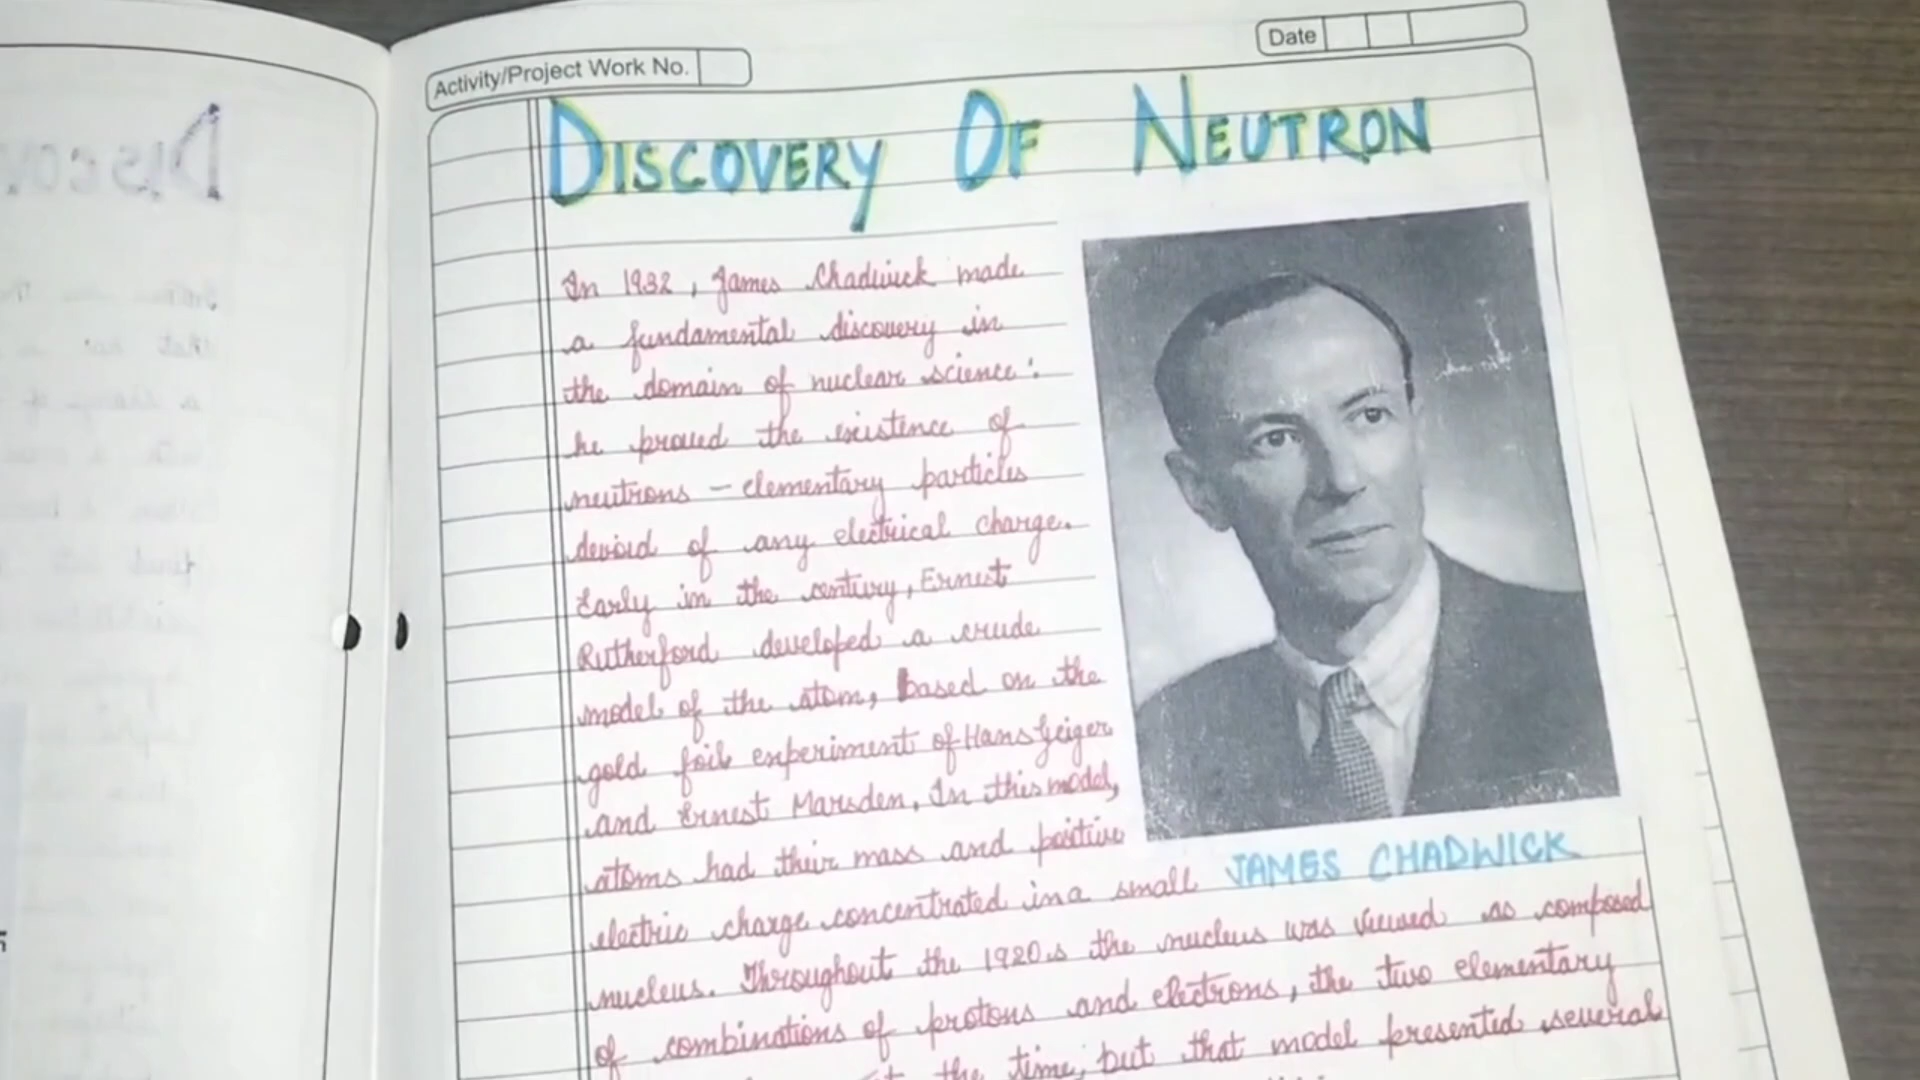 Activity/Project Work No.
Date
DISCOVERY OF NEUTRON
In 1932, James Chadwick made
a fundamental discovery in
the domain of nuclear science:
he proved the existence of
neutrons – elementary particles
devoid of any electrical charge.
Early in the century, Ernest
Rutherford developed a crude
model of the atom, based on the
gold foil experiment of Hans Geiger
and Ernest Marsden, In this model,
atoms had their mass and positive
electric charge concentrated in a small
JAMES CHADWICK
nucleus. Throughout the 1920s the nucleus was viewed as composed
of combinations of protons and electrons, the two elementary
the time, but that model presented several